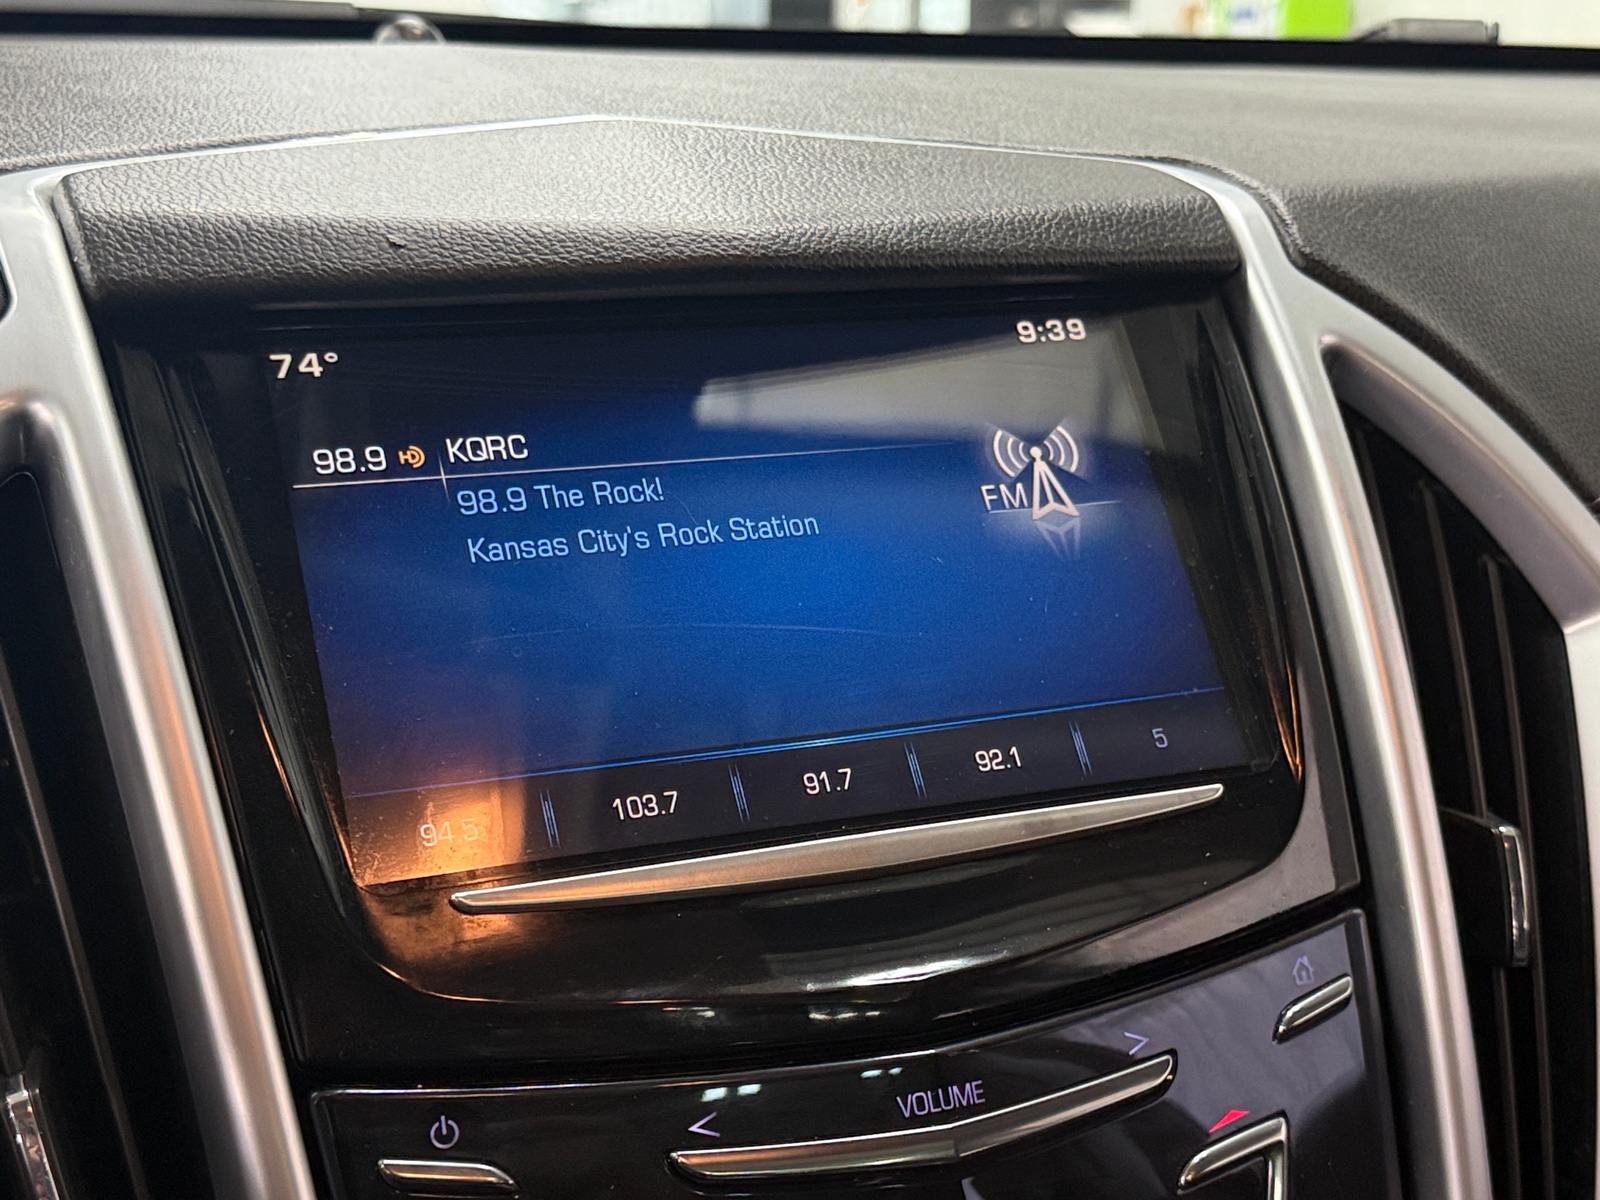 74°
9:39
98.9 HD KQRC
98.9 The Rock!
Kansas City's Rock Station
FM
94.5
103.7
91.7
92.1
5
VOLUME